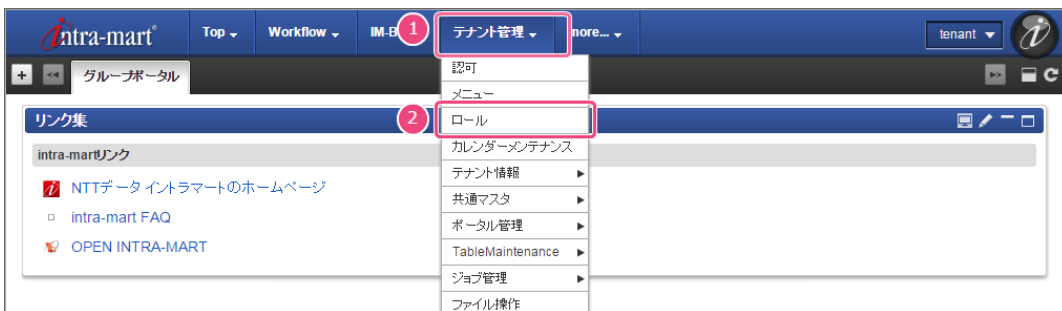 intra-mart® Top Workflow IM-B 1 テナント管理 more... tenant
グループポータル
認可
メニュー
リンク集 2 ロール
intra-martリンク カレンダーメンテナンス
テナント情報
NTTデータ イントラマートのホームページ 共通マスタ
intra-mart FAQ ポータル管理
OPEN INTRA-MART TableMaintenance
ジョブ管理
ファイル操作